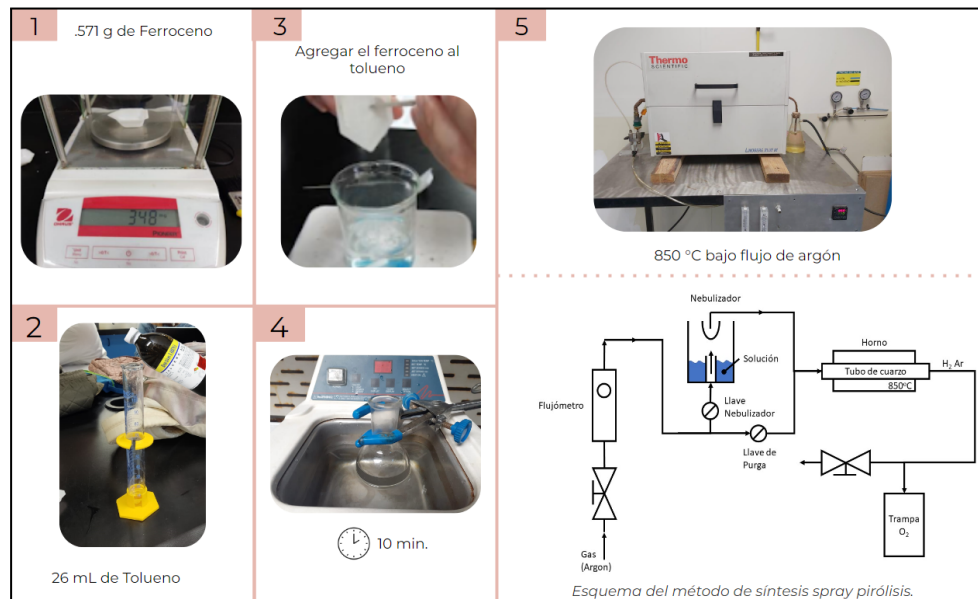 1
.571 g de Ferroceno
348
2
26 mL de Tolueno
3
Agregar el ferroceno al
tolueno
4
10 min.
5
Thermo
SCIENTIFIC
850 °C bajo flujo de argón
Nebulizador
Solución
Flujómetro
Llave
Nebulizador
Llave de
Purga
Gas
(Argon)
Horno
Tubo de cuarzo
850°C
H₂ Ar
Trampa
O₂
Esquema del método de síntesis spray pirólisis.